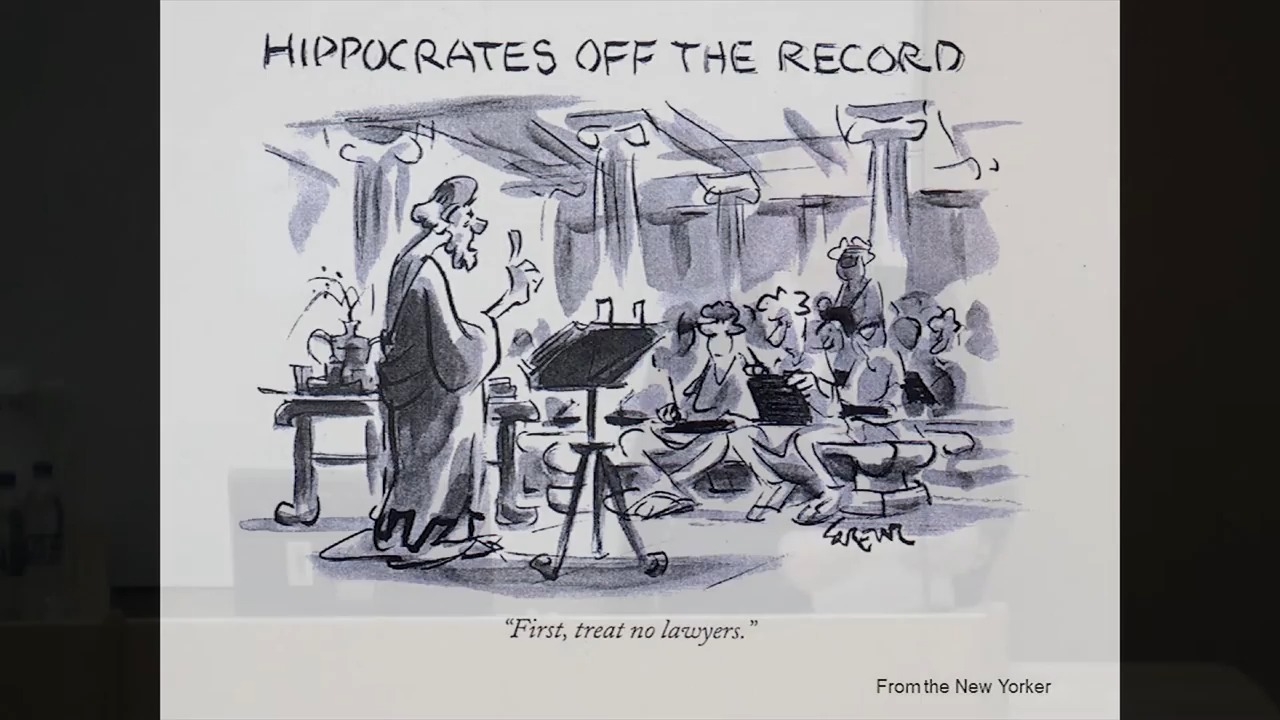 HIPPOCRATES OFF THE RECORD
"First, treat no lawyers."
From the New Yorker